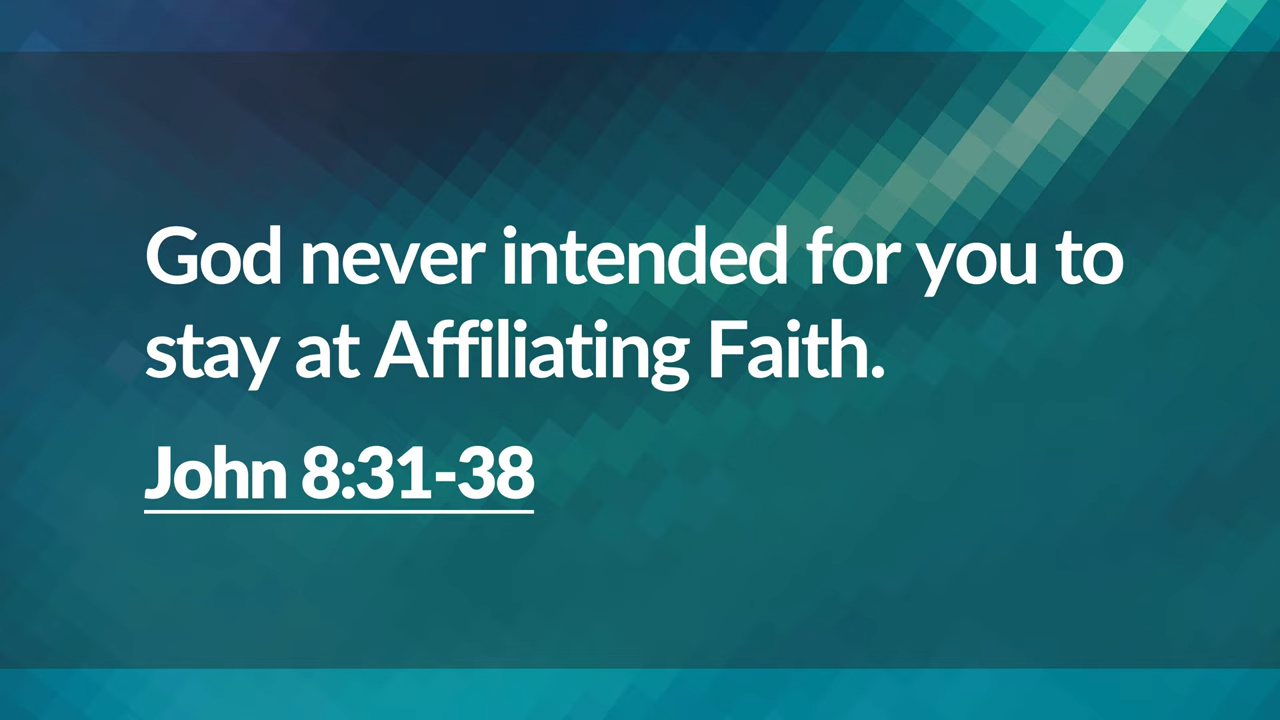 God never intended for you to
stay at Affiliating Faith.
John 8:31-38